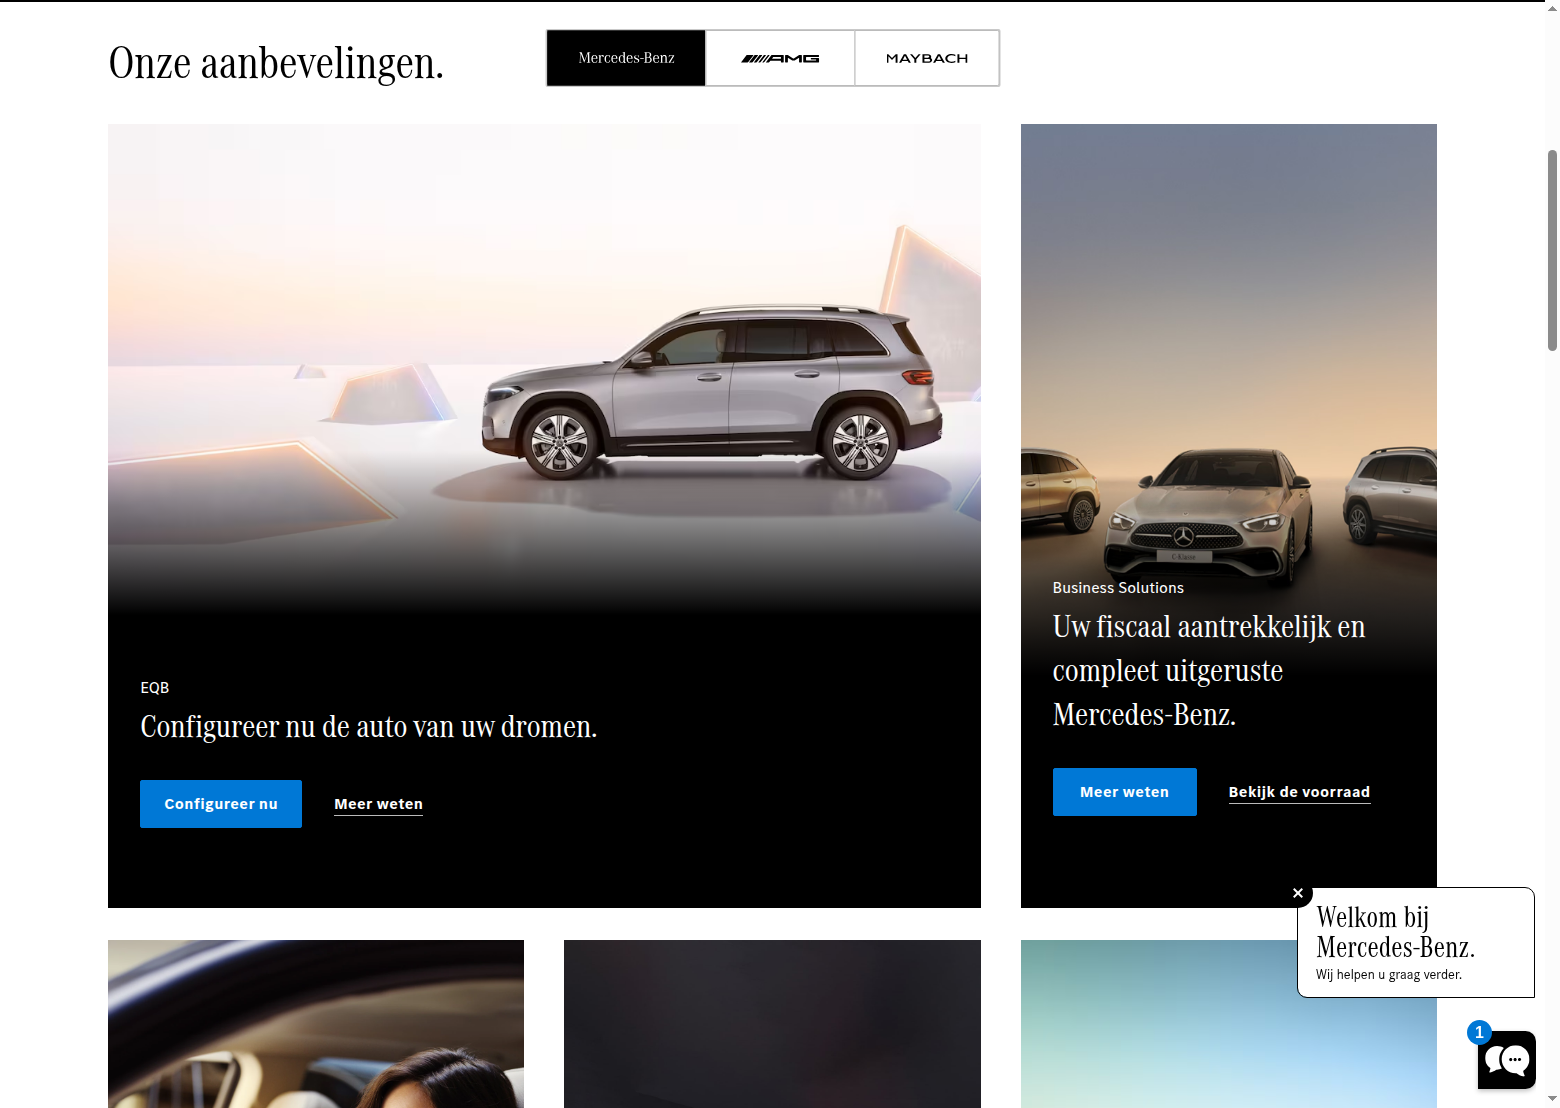 Onze aanbevelingen.
Mercedes-Benz
AMG
MAYBACH
EQB
Configureer nu de auto van uw dromen.
Configureer nu
Meer weten
C-Klasse
Business Solutions
Uw fiscaal aantrekkelijk en
compleet uitgeruste
Mercedes-Benz.
Meer weten
Bekijk de voorraad
Welkom bij
Mercedes-Benz.
Wij helpen u graag verder.
1